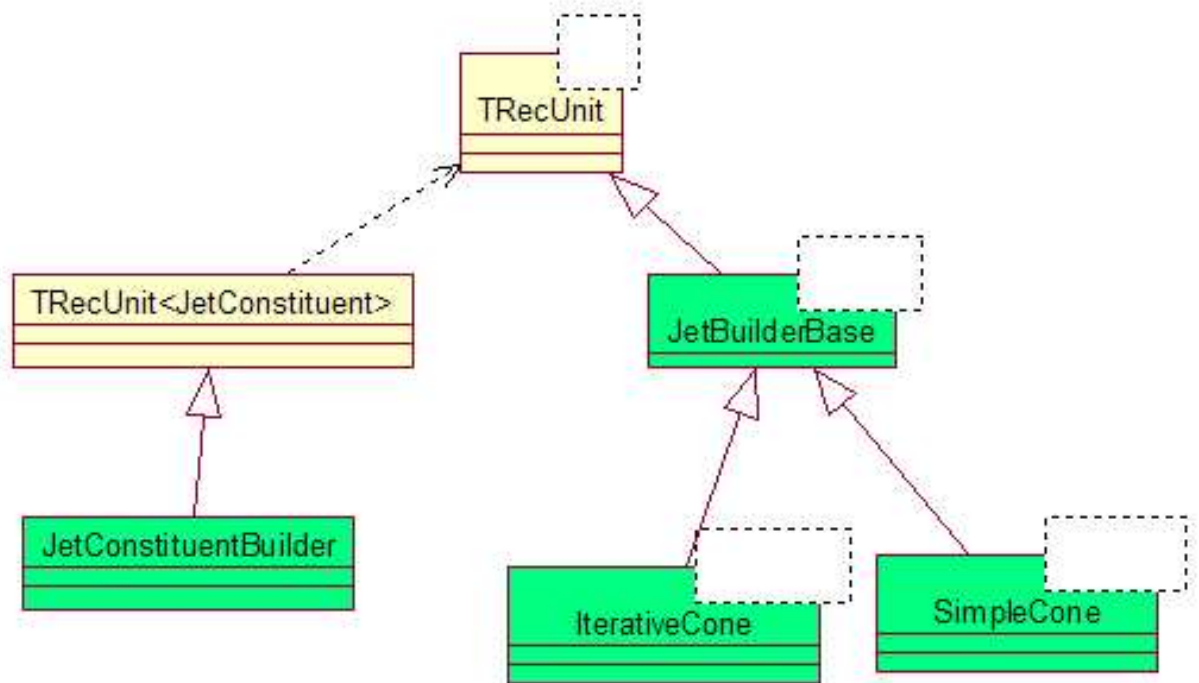 TRecUnit
TRecUnit<JetConstituent>
JetBuilderBase
JetConstituentBuilder
IterativeCone
SimpleCone